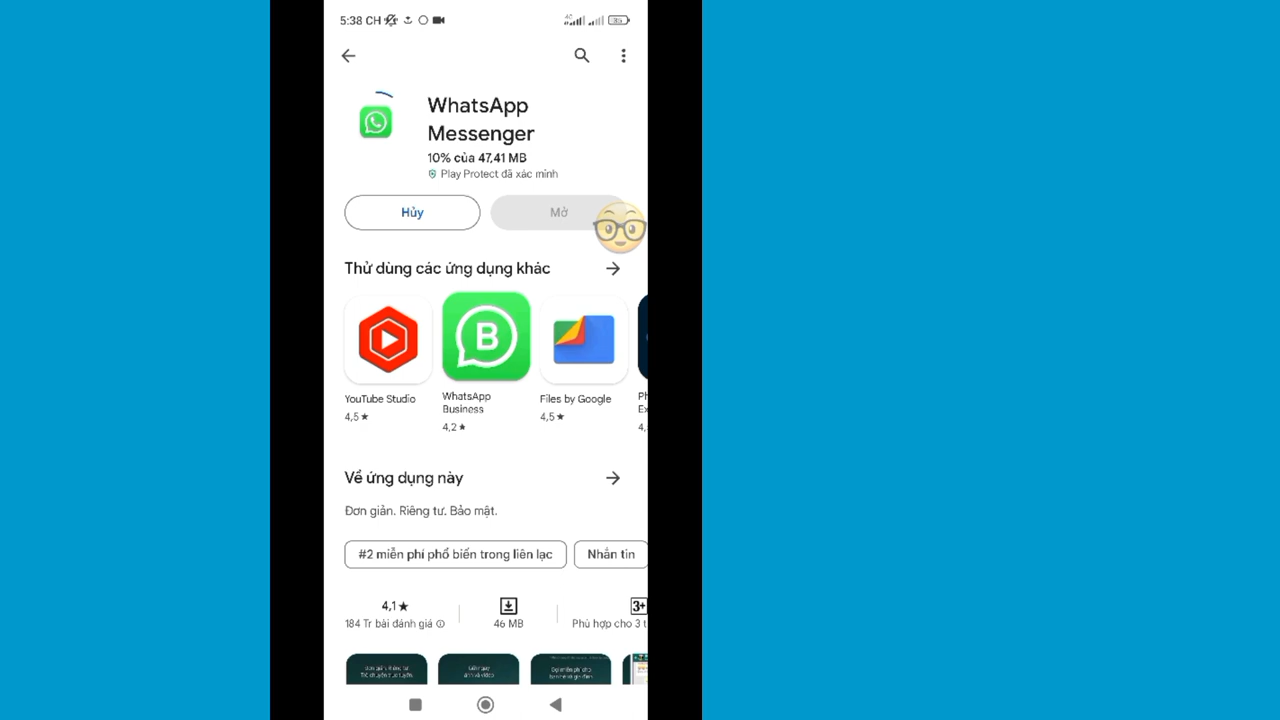 5:38 CH
4G
WhatsApp
Messenger
10% của 47,41 MB
Play Protect đã xác minh
Hủy
Mở
Thử dùng các ứng dụng khác
YouTube Studio
4,5★
WhatsApp
Business
4,2★
Files by Google
4,5★
Về ứng dụng này
Đơn giản. Riêng tư. Bảo mật.
#2 miễn phí phổ biến trong liên lạc
Nhắn tin
4,1★
184 Tr bài đánh giá
46 MB
3+
Phù hợp cho 3 t